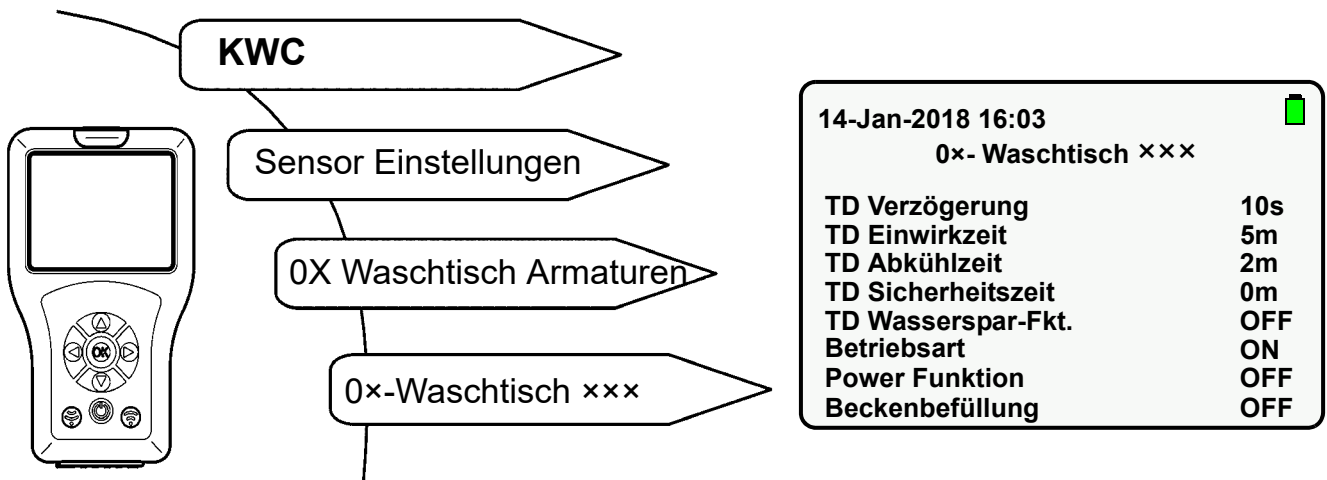 KWC
Sensor Einstellungen
0X Waschtisch Armaturen
0×-Waschtisch ×××
OK
14-Jan-2018 16:03
0×- Waschtisch ×××
TD Verzögerung 10s
TD Einwirkzeit 5m
TD Abkühlzeit 2m
TD Sicherheitszeit 0m
TD Wasserspar-Fkt. OFF
Betriebsart ON
Power Funktion OFF
Beckenbefüllung OFF